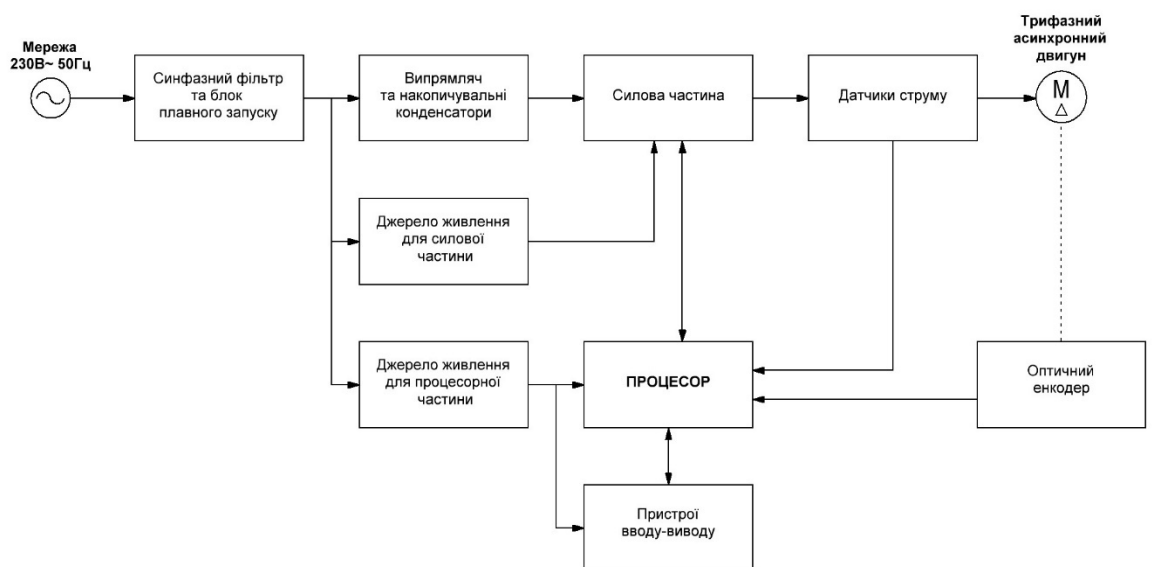 Мережа
230В~ 50Гц
Синфазний фільтр
та блок
плавного запуску
Випрямляч
та накопичувальні
конденсатори
Силова частина
Датчики струму
Трифазний
асинхронний
двигун
М
Δ
Джерело живлення
для силової
частини
Джерело живлення
для процесорної
частини
ПРОЦЕСОР
Оптичний
енкодер
Пристрої
вводу-виводу